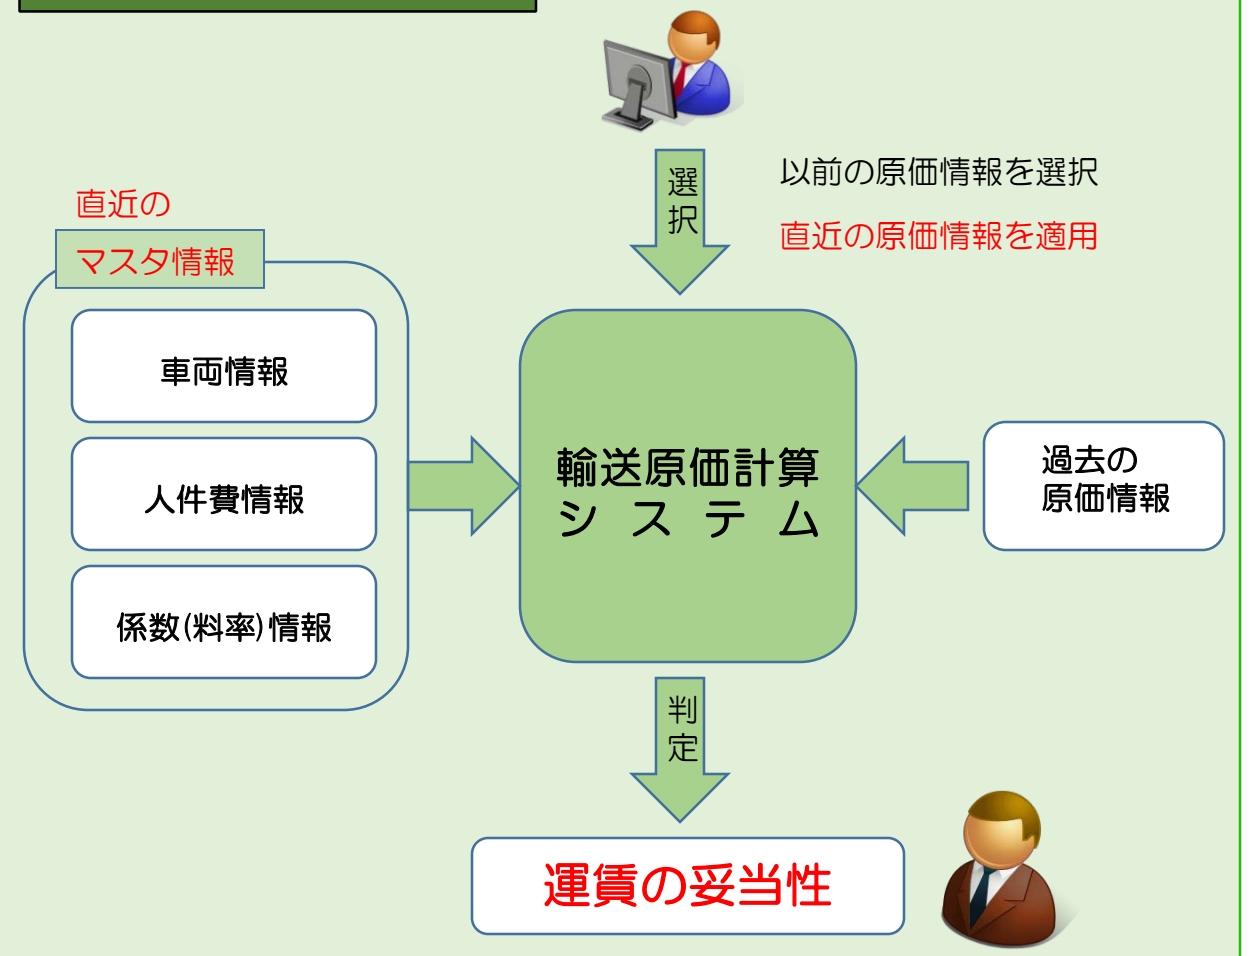 選択
以前の原価情報を選択
直近の原価情報を適用
直近の
マスタ情報
車両情報
人件費情報
係数(料率)情報
輸送原価計算
システム
過去の
原価情報
判定
運賃の妥当性